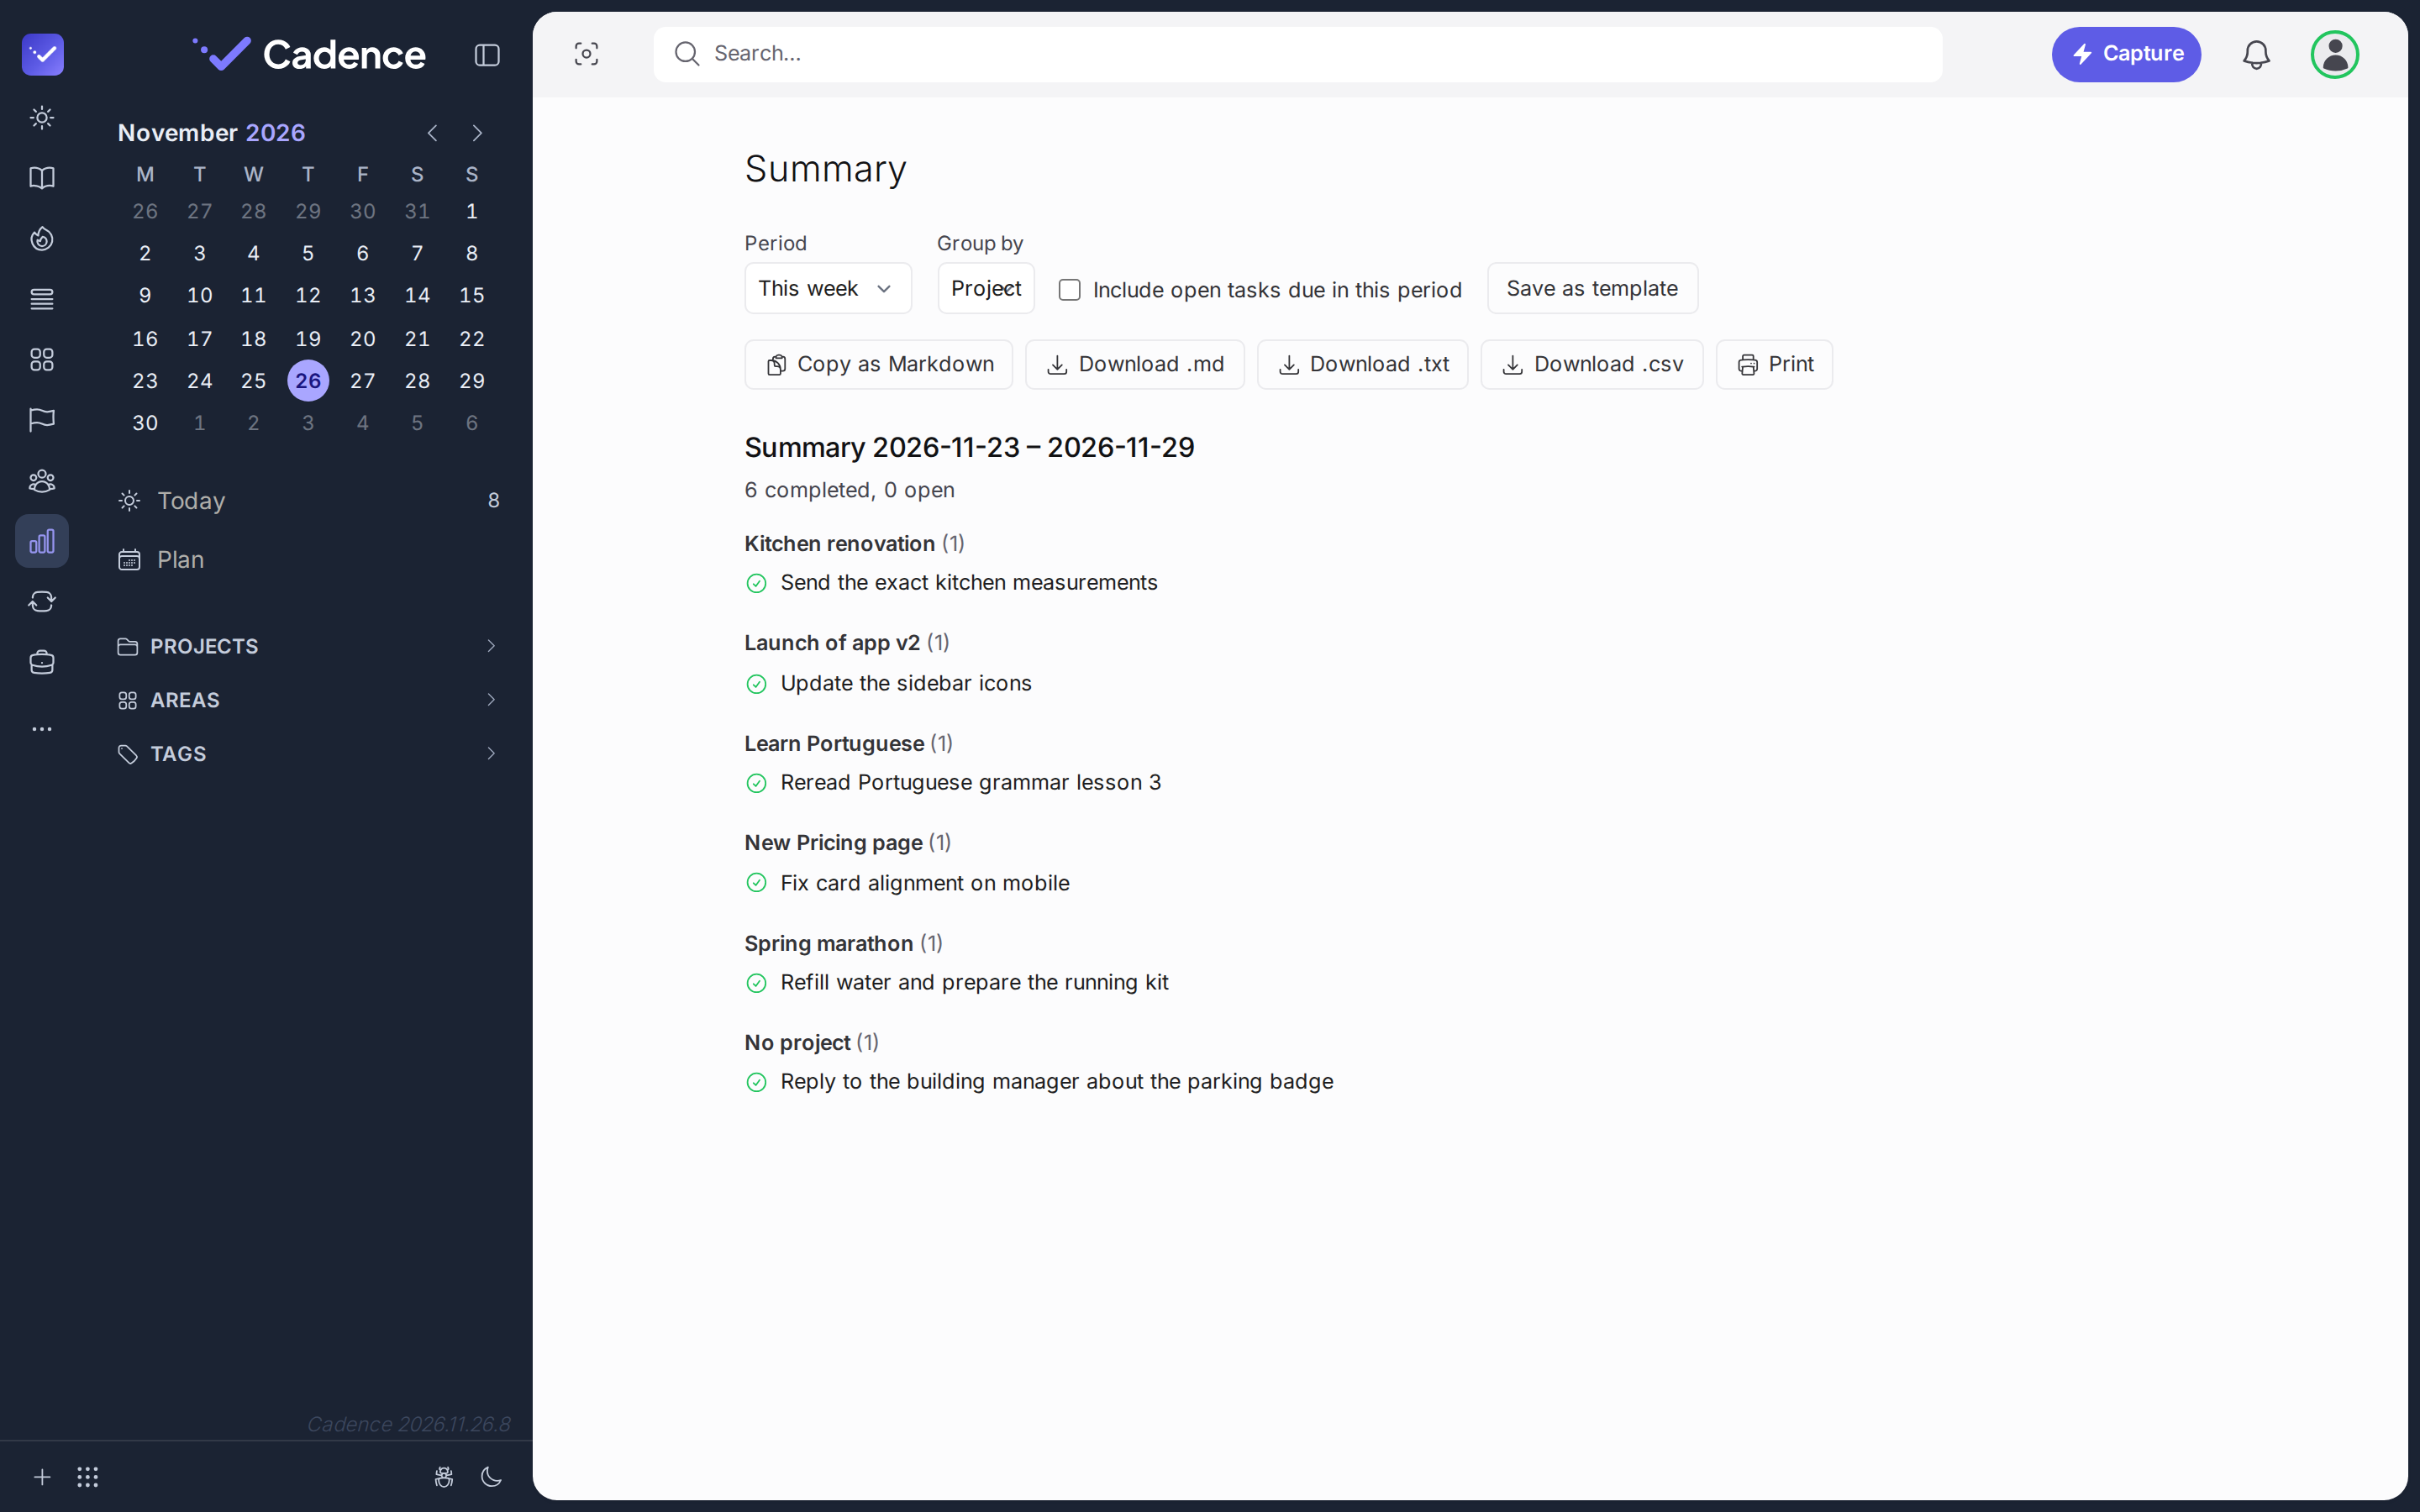 Cadence
Search...
Capture
November 2026
M T W T F S S
26 27 28 29 30 31 1
2 3 4 5 6 7 8
9 10 11 12 13 14 15
16 17 18 19 20 21 22
23 24 25 26 27 28 29
30 1 2 3 4 5 6
Today 8
Plan
PROJECTS
AREAS
TAGS
Cadence 2026.11.26.8
Summary
Period
Group by
This week
Project
Include open tasks due in this period
Save as template
Copy as Markdown
Download .md
Download .txt
Download .csv
Print
Summary 2026-11-23 – 2026-11-29
6 completed, 0 open
Kitchen renovation (1)
Send the exact kitchen measurements
Launch of app v2 (1)
Update the sidebar icons
Learn Portuguese (1)
Reread Portuguese grammar lesson 3
New Pricing page (1)
Fix card alignment on mobile
Spring marathon (1)
Refill water and prepare the running kit
No project (1)
Reply to the building manager about the parking badge